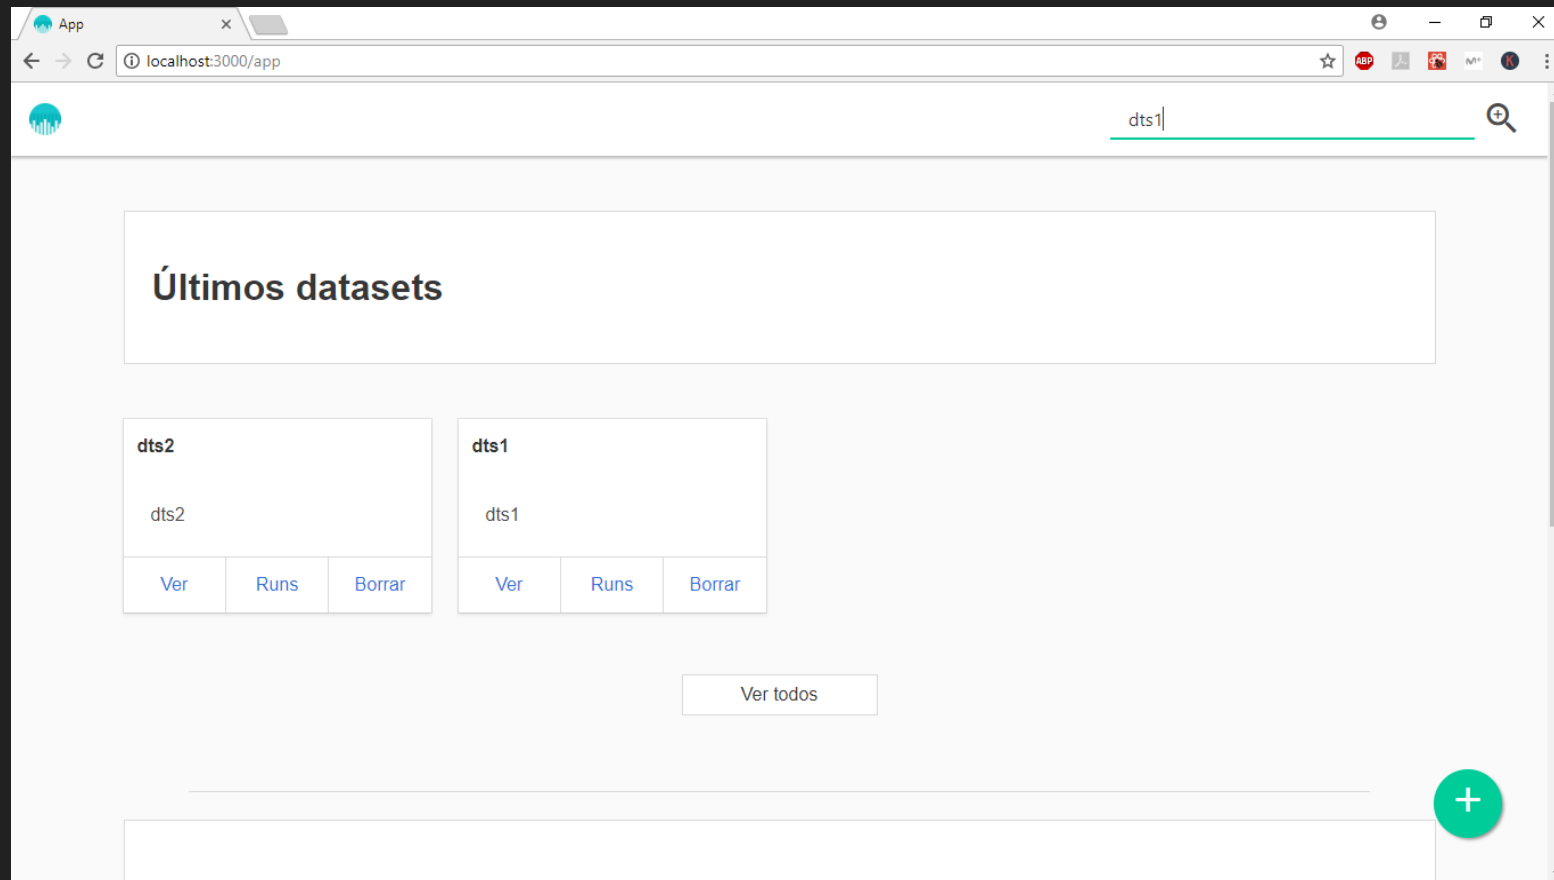 App
localhost:3000/app
ABP
K
dts1
Últimos datasets
dts2
dts2
Ver Runs Borrar
dts1
dts1
Ver Runs Borrar
Ver todos